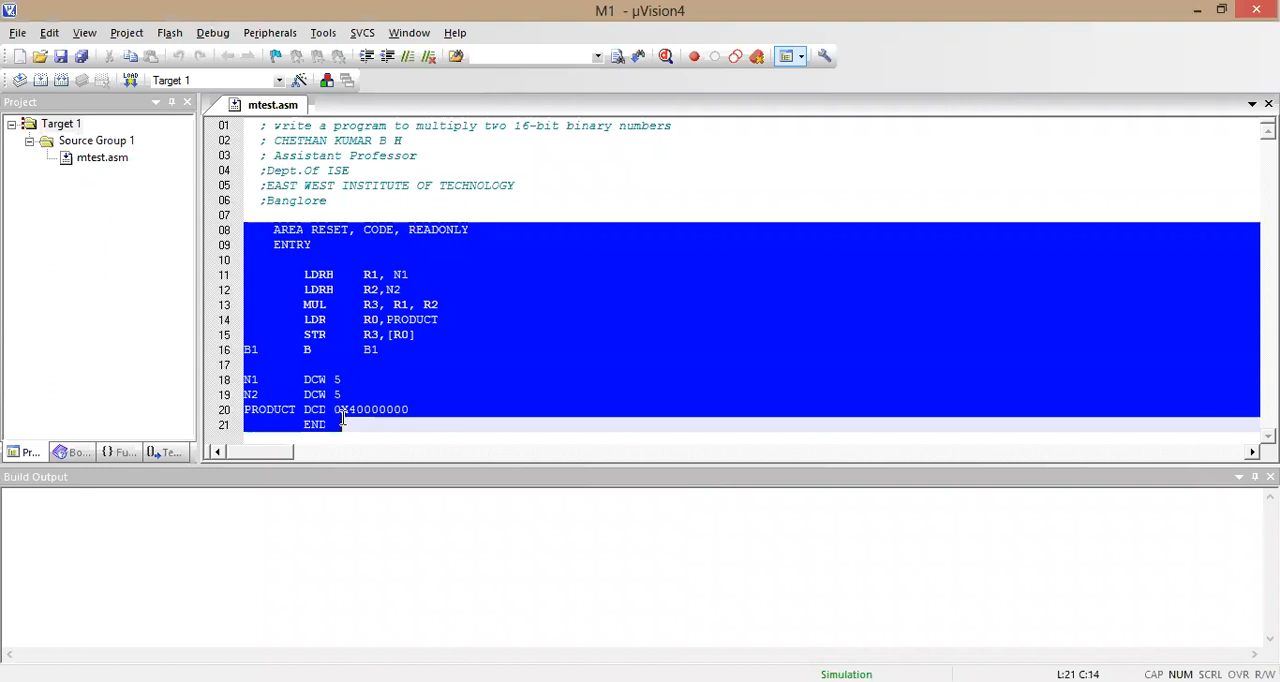 M1 - µVision4
File Edit View Project Flash Debug Peripherals Tools SVCS Window Help
LOAD Target 1
Project
mtest.asm
Target 1
Source Group 1
mtest.asm
01 ; Write a program to multiply two 16-bit binary numbers
02 ; CHETHAN KUMAR B H
03 ; Assistant Professor
04 ;Dept.Of ISE
05 ;EAST WEST INSTITUTE OF TECHNOLOGY
06 ;Banglore
07
08 AREA RESET, CODE, READONLY
09 ENTRY
10
11 LDRH R1, N1
12 LDRH R2,N2
13 MUL R3, R1, R2
14 LDR R0,PRODUCT
15 STR R3,[R0]
16 B1 B B1
17
18 N1 DCW 5
19 N2 DCW 5
20 PRODUCT DCD 0X40000000
21 END
Pr... Bo... {} Fu... Te...
Build Output
Simulation L:21 C:14 CAP NUM SCRL OVR R/W